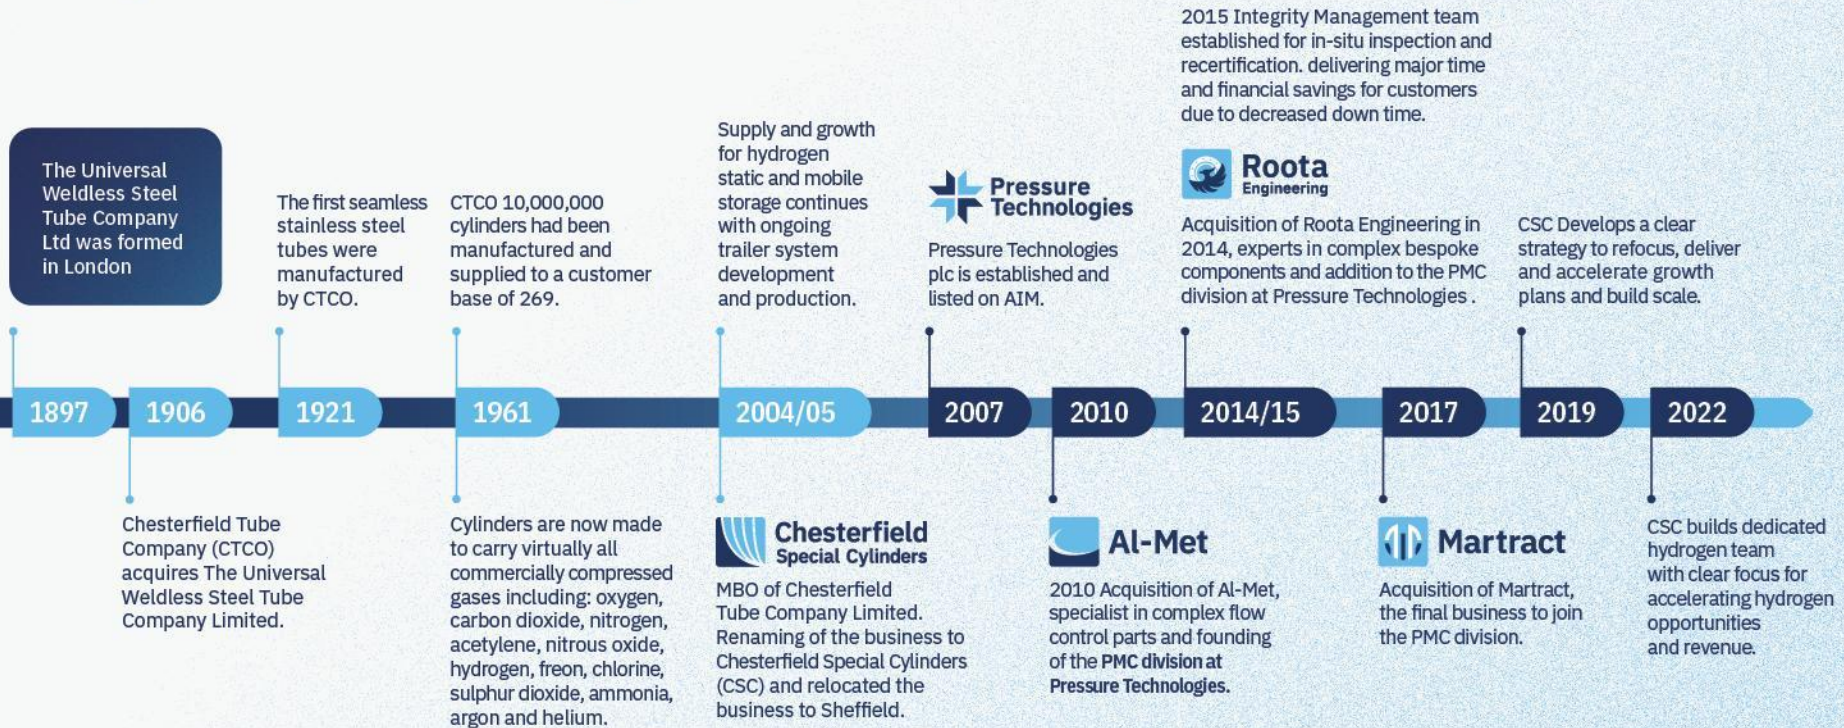 The Universal
Weldless Steel
Tube Company
Ltd was formed
in London
The first seamless
stainless steel
tubes were
manufactured
by CTCO.
CTCO 10,000,000
cylinders had been
manufactured and
supplied to a customer
base of 269.
Supply and growth
for hydrogen
static and mobile
storage continues
with ongoing
trailer system
development
and production.
Pressure
Technologies
Pressure Technologies
plc is established and
listed on AIM.
2015 Integrity Management team
established for in-situ inspection and
recertification. delivering major time
and financial savings for customers
due to decreased down time.
Roota
Engineering
Acquisition of Roota Engineering in
2014, experts in complex bespoke
components and addition to the PMC
division at Pressure Technologies .
CSC Develops a clear
strategy to refocus, deliver
and accelerate growth
plans and build scale.
1897
1906
1921
1961
2004/05
2007
2010
2014/15
2017
2019
2022
Chesterfield Tube
Company (CTCO)
acquires The Universal
Weldless Steel Tube
Company Limited.
Cylinders are now made
to carry virtually all
commercially compressed
gases including: oxygen,
carbon dioxide, nitrogen,
acetylene, nitrous oxide,
hydrogen, freon, chlorine,
sulphur dioxide, ammonia,
argon and helium.
Chesterfield
Special Cylinders
MBO of Chesterfield
Tube Company Limited.
Renaming of the business to
Chesterfield Special Cylinders
(CSC) and relocated the
business to Sheffield.
Al-Met
2010 Acquisition of Al-Met,
specialist in complex flow
control parts and founding
of the PMC division at
Pressure Technologies.
Martract
Acquisition of Martract,
the final business to join
the PMC division.
CSC builds dedicated
hydrogen team
with clear focus for
accelerating hydrogen
opportunities
and revenue.